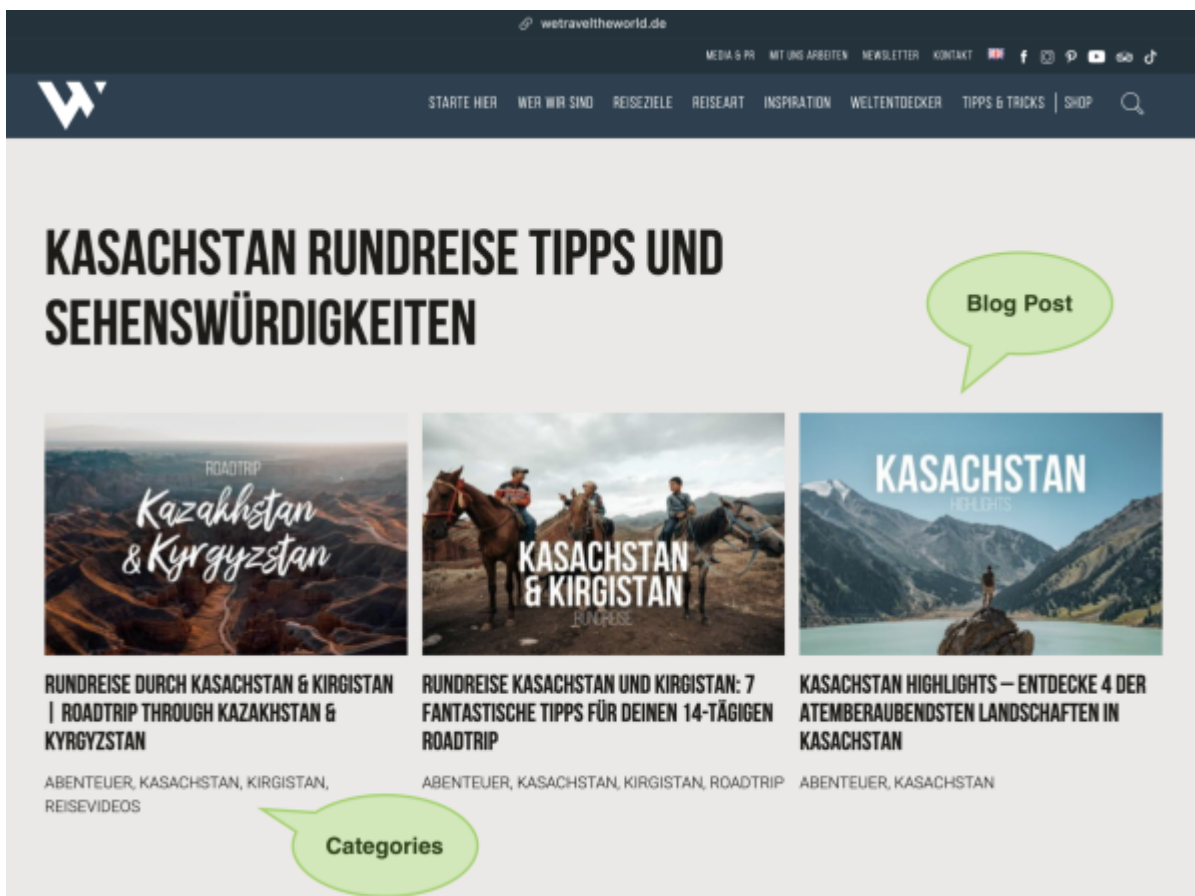 wetraveltheworld.de
MEDIA & PR MIT UNS ARBEITEN NEWSLETTER KONTAKT
STARTE HIER WER WIR SIND REISEZIELE REISEART INSPIRATION WELTENTDECKER TIPPS & TRICKS | SHOP
KASACHSTAN RUNDREISE TIPPS UND
SEHENSWÜRDIGKEITEN
Blog Post
ROADTRIP
Kazakhstan
& Kyrgyzstan
KASACHSTAN
& KIRGISTAN
RUNDREISE
KASACHSTAN
HIGHLIGHTS
RUNDREISE DURCH KASACHSTAN & KIRGISTAN
| ROADTRIP THROUGH KAZAKHSTAN &
KYRGYZSTAN
ABENTEUER, KASACHSTAN, KIRGISTAN,
REISEVIDEOS
RUNDREISE KASACHSTAN UND KIRGISTAN: 7
FANTASTISCHE TIPPS FÜR DEINEN 14-TÄGIGEN
ROADTRIP
ABENTEUER, KASACHSTAN, KIRGISTAN, ROADTRIP
KASACHSTAN HIGHLIGHTS – ENTDECKE 4 DER
ATEMBERAUBENDSTEN LANDSCHAFTEN IN
KASACHSTAN
ABENTEUER, KASACHSTAN
Categories